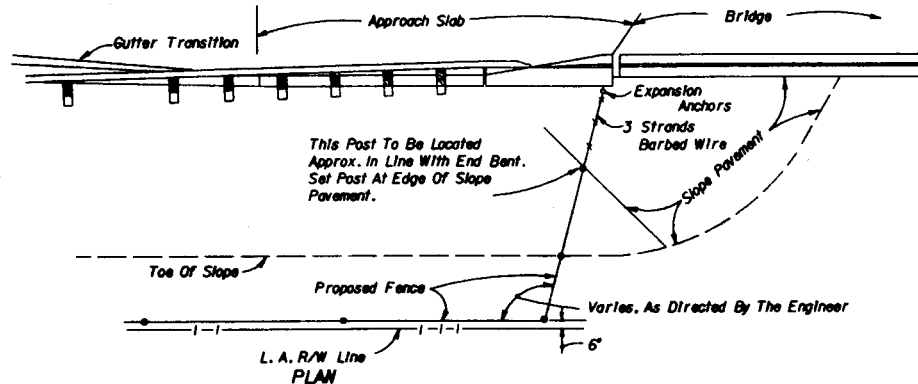 Approach Slab
Bridge
Gutter Transition
Expansion
Anchors
3 Strands
Barbed Wire
This Post To Be Located
Approx. In Line With End Bent.
Set Post At Edge Of Slope
Pavement.
Slope Pavement
Toe Of Slope
Proposed Fence
Varies. As Directed By The Engineer
6"
L. A. R/W Line
PLAN